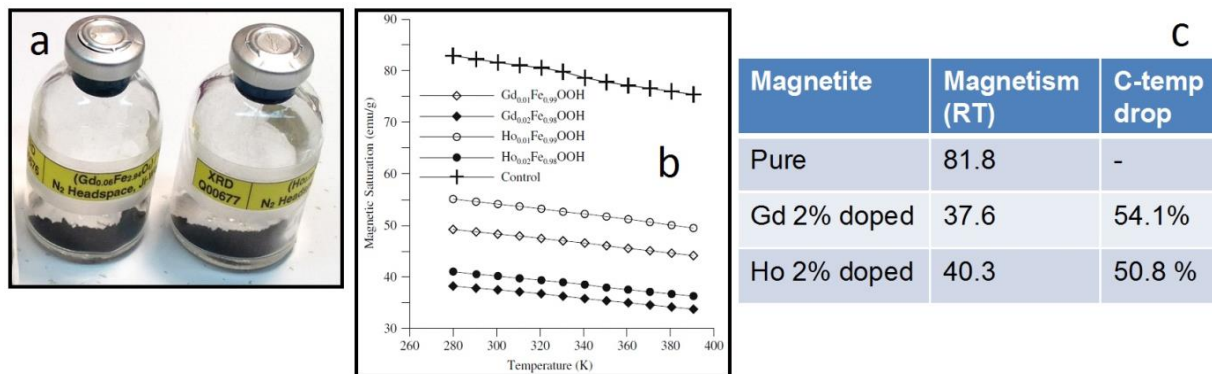 a
(Gd0.06Fe2.94O4)
N2 Headspace,
XRD
Q00677
(Ho
N2 Head
b
Magnetic Saturation (emu/g)
90
80
70
60
50
40
30
Gd0.01Fe0.99OOH
Gd0.02Fe0.98OOH
Ho0.01Fe0.99OOH
Ho0.02Fe0.98OOH
Control
260 280 300 320 340 360 380 400
Temperature (K)
c
Magnetite Magnetism (RT) C-temp drop
Pure 81.8 -
Gd 2% doped 37.6 54.1%
Ho 2% doped 40.3 50.8 %